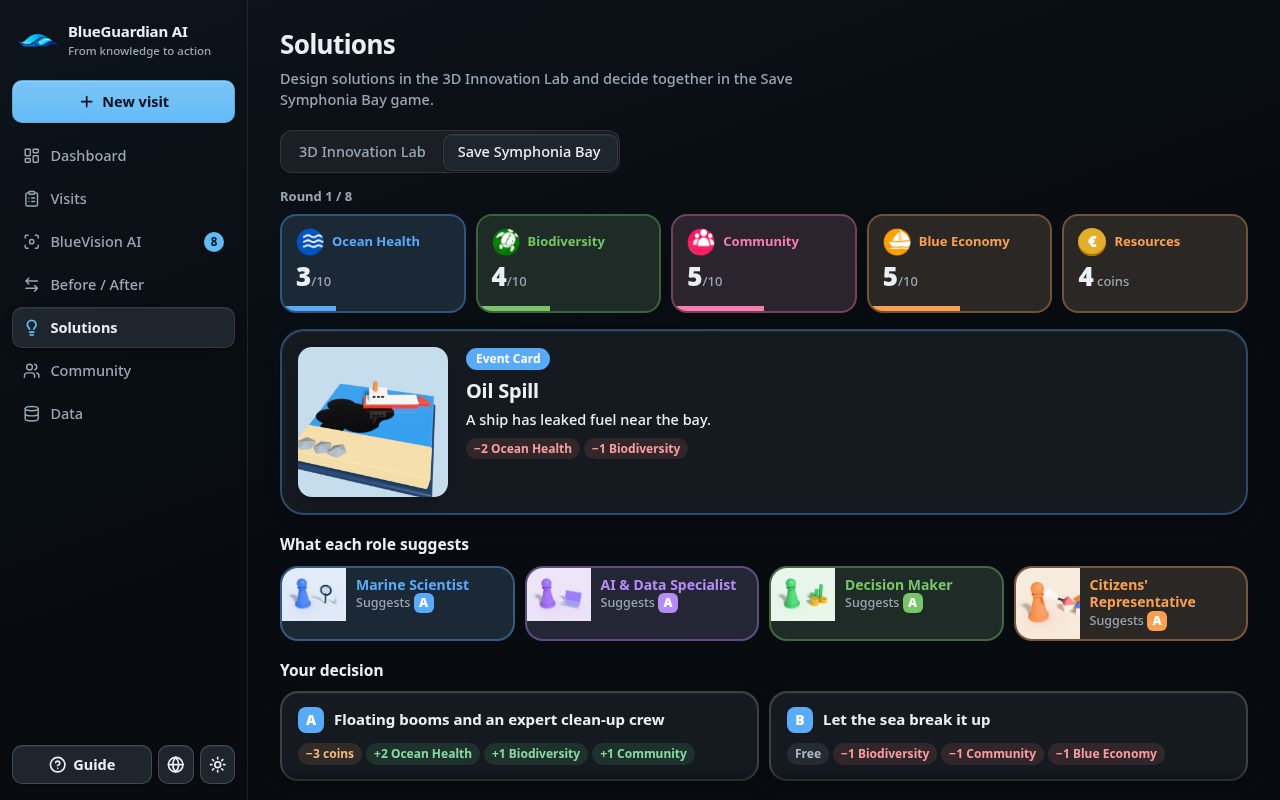 BlueGuardian AI
From knowledge to action
+ New visit
Dashboard
Visits
BlueVision AI 8
Before / After
Solutions
Community
Data
Guide
Solutions
Design solutions in the 3D Innovation Lab and decide together in the Save
Symphonia Bay game.
3D Innovation Lab Save Symphonia Bay
Round 1 / 8
Ocean Health
3/10
Biodiversity
4/10
Community
5/10
Blue Economy
5/10
€ Resources
4 coins
Event Card
Oil Spill
A ship has leaked fuel near the bay.
−2 Ocean Health −1 Biodiversity
What each role suggests
Marine Scientist
Suggests A
AI & Data Specialist
Suggests A
Decision Maker
Suggests A
Citizens'
Representative
Suggests A
Your decision
A Floating booms and an expert clean-up crew
−3 coins +2 Ocean Health +1 Biodiversity +1 Community
B Let the sea break it up
Free −1 Biodiversity −1 Community −1 Blue Economy